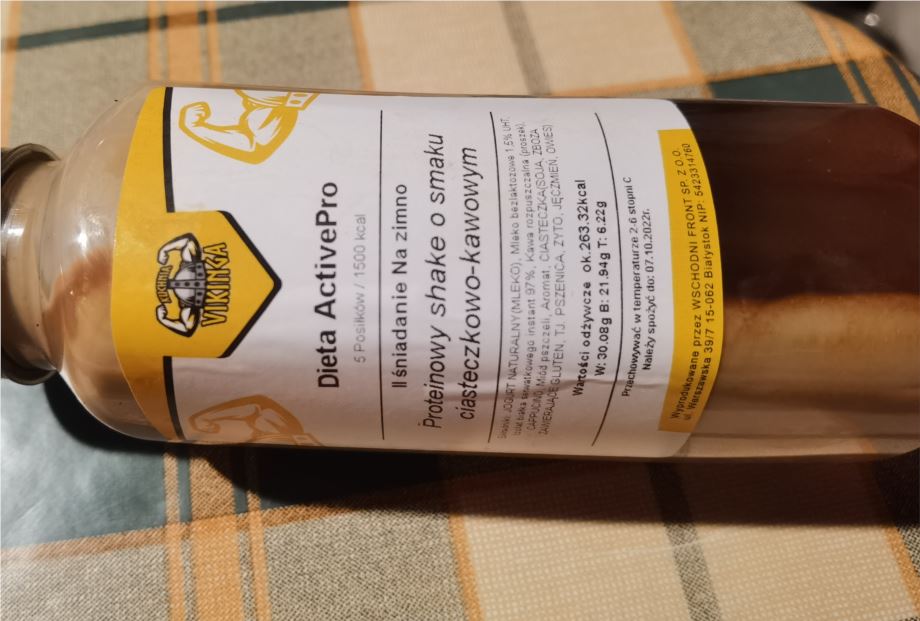 KUCHNIA
VIKINGA
Dieta ActivePro
5 Posiłków / 1500 kcal
II śniadanie Na zimno
Proteinowy shake o smaku
ciasteczkowo-kawowym
JOGURT NATURALNY(MLEKO), Mleko bezlaktozowe 1,5% UHT,
białka serwatkowego instant 97%, Kawa rozpuszczalna (proszek),
CAPPUCINO, Miód pszczeli, Aromat, CIASTECZKA(SOJA, ZBOŻA
ZAWIERAJĄCE GLUTEN, TJ. PSZENICA, ŻYTO, JĘCZMIEŃ, OWIES)
Wartości odżywcze ok.263.32kcal
W:30.08g B: 21.94g T: 6.22g
Przechowywać w temperaturze 2-6 stopni C
Należy spożyć do: 07.10.2022r.
Wyprodukowane przez WSCHODNI FRONT SP. Z O.O.
ul. Warszawska 39/7 15-062 Białystok NIP: 5423314760